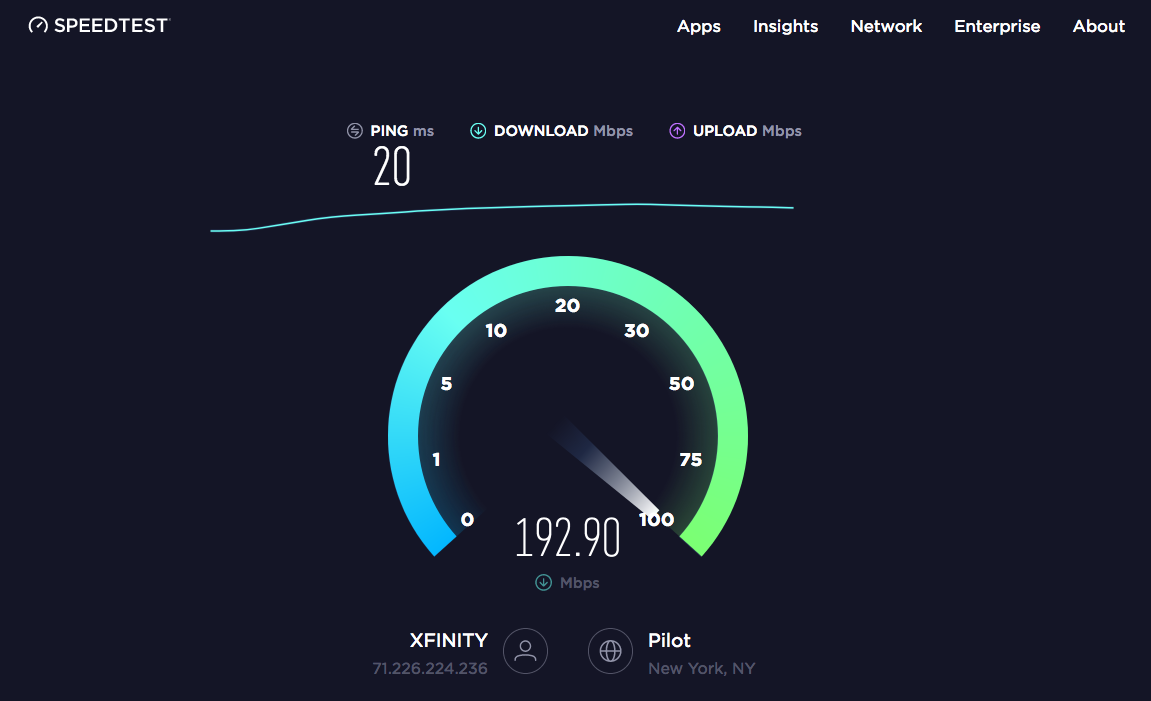 SPEEDTEST
Apps Insights Network Enterprise About
PING ms DOWNLOAD Mbps UPLOAD Mbps
20
20
10 30
5 50
1 75
0 100
192.90
Mbps
XFINITY
71.226.224.236
Pilot
New York, NY